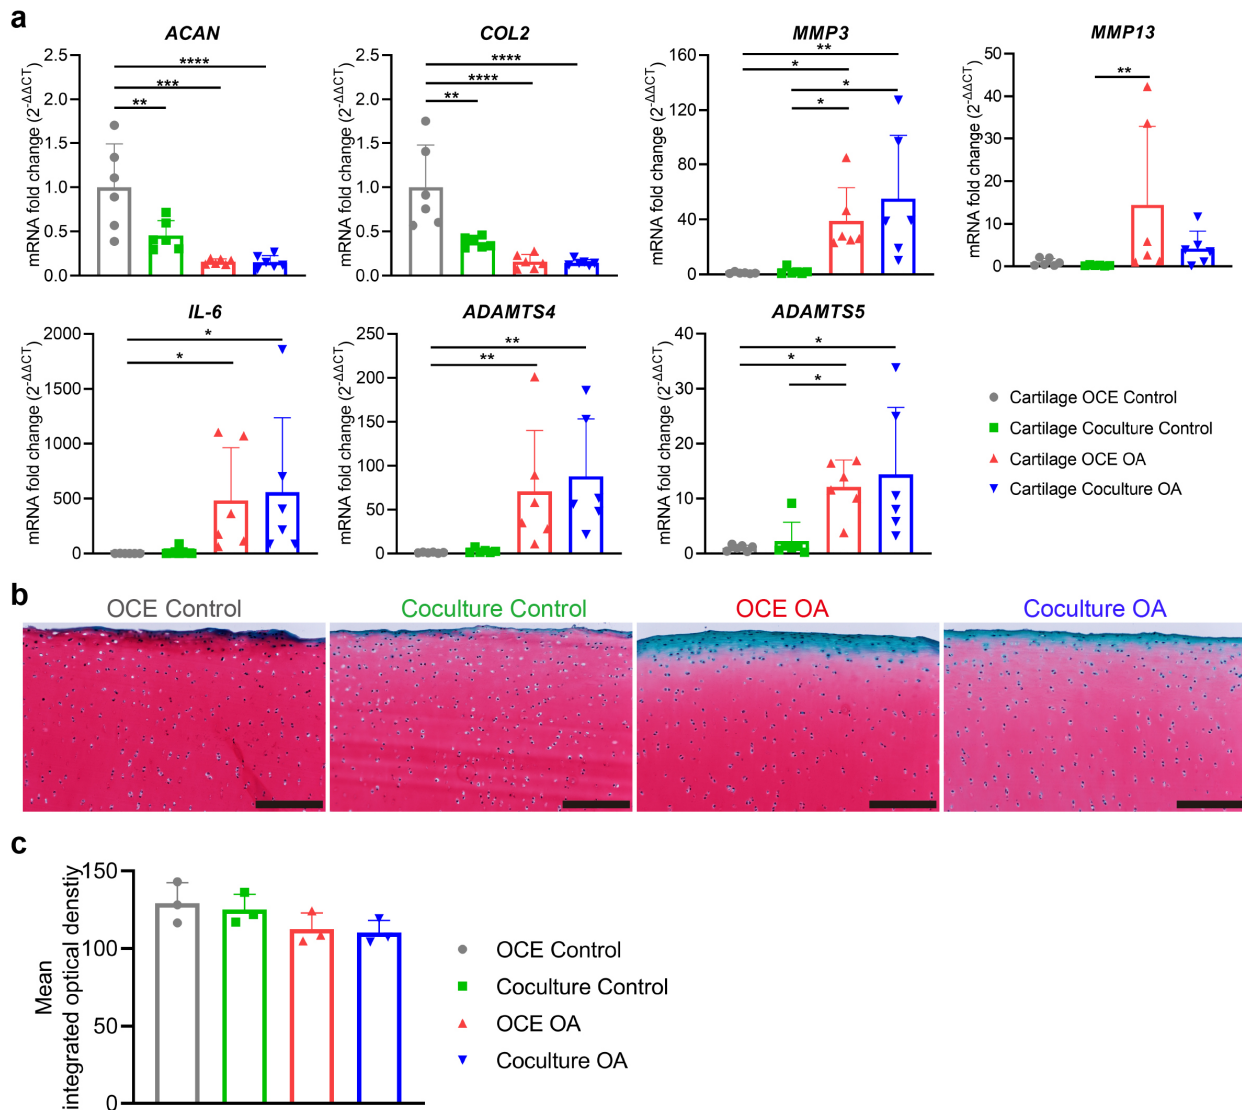 a
ACAN
mRNA fold change (2-ΔΔCT)
2.5
2.0
1.5
1.0
0.5
0.0
****
***
**
COL2
mRNA fold change (2-ΔΔCT)
2.5
2.0
1.5
1.0
0.5
0.0
****
****
**
MMP3
mRNA fold change (2-ΔΔCT)
160
120
80
40
0
**
*
*
*
MMP13
mRNA fold change (2-ΔΔCT)
50
40
30
20
10
0
**
IL-6
mRNA fold change (2-ΔΔCT)
2000
1500
1000
500
0
*
*
ADAMTS4
mRNA fold change (2-ΔΔCT)
250
200
150
100
50
0
**
**
ADAMTS5
mRNA fold change (2-ΔΔCT)
40
30
20
10
0
*
*
*
Cartilage OCE Control
Cartilage Coculture Control
Cartilage OCE OA
Cartilage Coculture OA
b
OCE Control
Coculture Control
OCE OA
Coculture OA
c
Mean
integrated optical denstiy
150
100
50
0
OCE Control
Coculture Control
OCE OA
Coculture OA